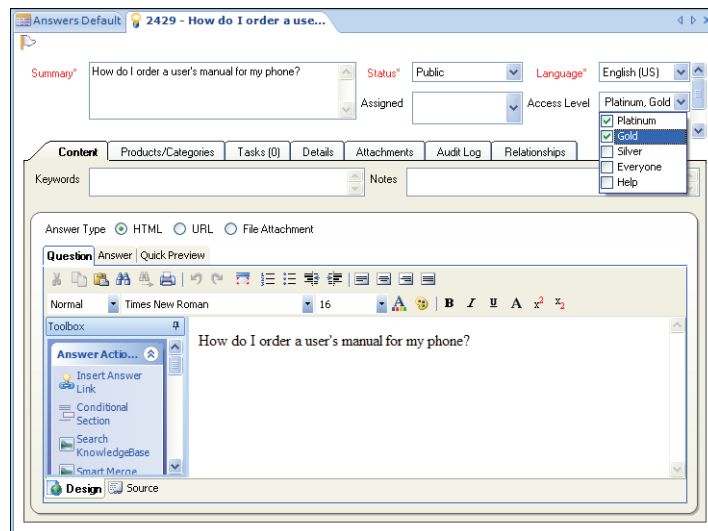 Answers Default 2429 - How do I order a use...
Summary* How do I order a user's manual for my phone? Status* Public Language* English (US)
Assigned Access Level Platinum, Gold
Platinum
Gold
Silver
Everyone
Help
Content Products/Categories Tasks (0) Details Attachments Audit Log Relationships
Keywords Notes
Answer Type HTML URL File Attachment
Question Answer Quick Preview
Normal Times New Roman 16 A B I U A x² x₂
Toolbox
How do I order a user's manual for my phone?
Answer Actio...
Insert Answer
Link
Conditional
Section
Search
KnowledgeBase
Smart Merge
Design Source